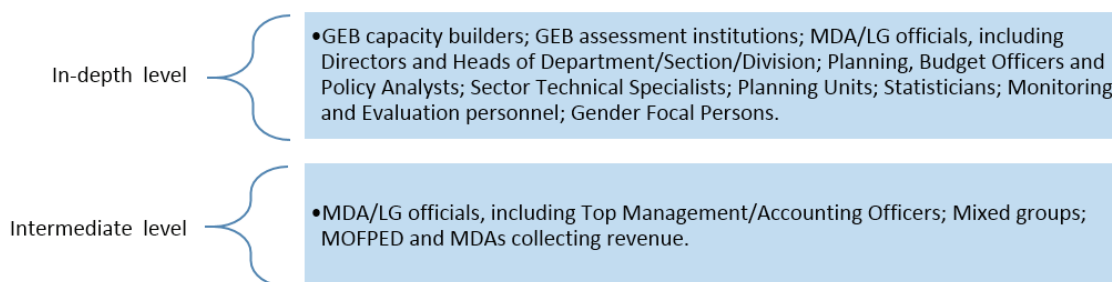 In-depth level
•GEB capacity builders; GEB assessment institutions; MDA/LG officials, including
Directors and Heads of Department/Section/Division; Planning, Budget Officers and
Policy Analysts; Sector Technical Specialists; Planning Units; Statisticians; Monitoring
and Evaluation personnel; Gender Focal Persons.
Intermediate level
•MDA/LG officials, including Top Management/Accounting Officers; Mixed groups;
MOFPED and MDAs collecting revenue.